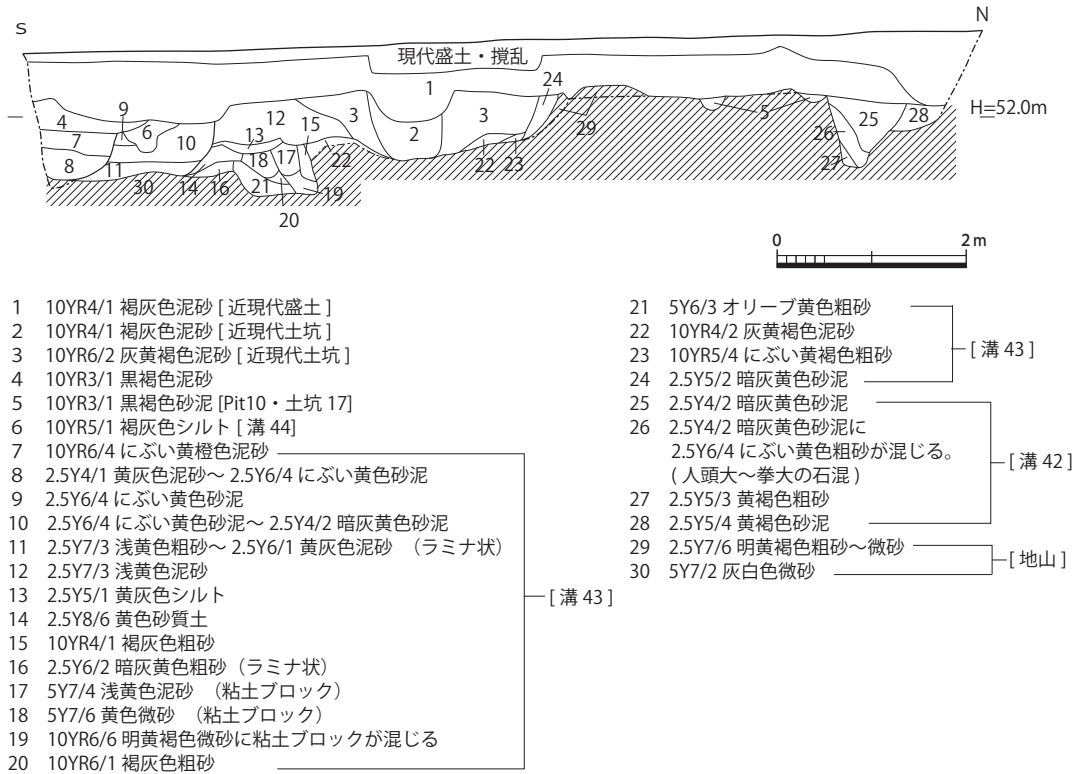 S
N
現代盛土・撹乱
1
24
9
4
6
12
15
3
2
3
5
25
28
H=52.0m
7
10
13
29
26
8
11
18
17
22
22
23
27
30
14
16
21
19
20
0
2m
1 10YR4/1 褐灰色泥砂 [ 近現代盛土 ]
2 10YR4/1 褐灰色泥砂 [ 近現代土坑 ]
3 10YR6/2 灰黄褐色泥砂 [ 近現代土坑 ]
4 10YR3/1 黒褐色泥砂
5 10YR3/1 黒褐色砂泥 [Pit10・土坑 17]
6 10YR5/1 褐灰色シルト [ 溝 44]
7 10YR6/4 にぶい黄橙色泥砂
8 2.5Y4/1 黄灰色泥砂～ 2.5Y6/4 にぶい黄色砂泥
9 2.5Y6/4 にぶい黄色砂泥
10 2.5Y6/4 にぶい黄色砂泥～ 2.5Y4/2 暗灰黄色砂泥
11 2.5Y7/3 浅黄色粗砂～ 2.5Y6/1 黄灰色泥砂 （ラミナ状）
12 2.5Y7/3 浅黄色泥砂
13 2.5Y5/1 黄灰色シルト
14 2.5Y8/6 黄色砂質土
15 10YR4/1 褐灰色粗砂
16 2.5Y6/2 暗灰黄色粗砂（ラミナ状）
17 5Y7/4 浅黄色泥砂 （粘土ブロック）
18 5Y7/6 黄色微砂 （粘土ブロック）
19 10YR6/6 明黄褐色微砂に粘土ブロックが混じる
20 10YR6/1 褐灰色粗砂
[ 溝 43 ]
21 5Y6/3 オリーブ黄色粗砂
22 10YR4/2 灰黄褐色泥砂
23 10YR5/4 にぶい黄褐色粗砂
24 2.5Y5/2 暗灰黄色砂泥
[ 溝 43 ]
25 2.5Y4/2 暗灰黄色砂泥
26 2.5Y4/2 暗灰黄色砂泥に
2.5Y6/4 にぶい黄色粗砂が混じる。
( 人頭大～拳大の石混 )
27 2.5Y5/3 黄褐色粗砂
28 2.5Y5/4 黄褐色砂泥
[ 溝 42 ]
29 2.5Y7/6 明黄褐色粗砂～微砂
30 5Y7/2 灰白色微砂
[ 地山 ]